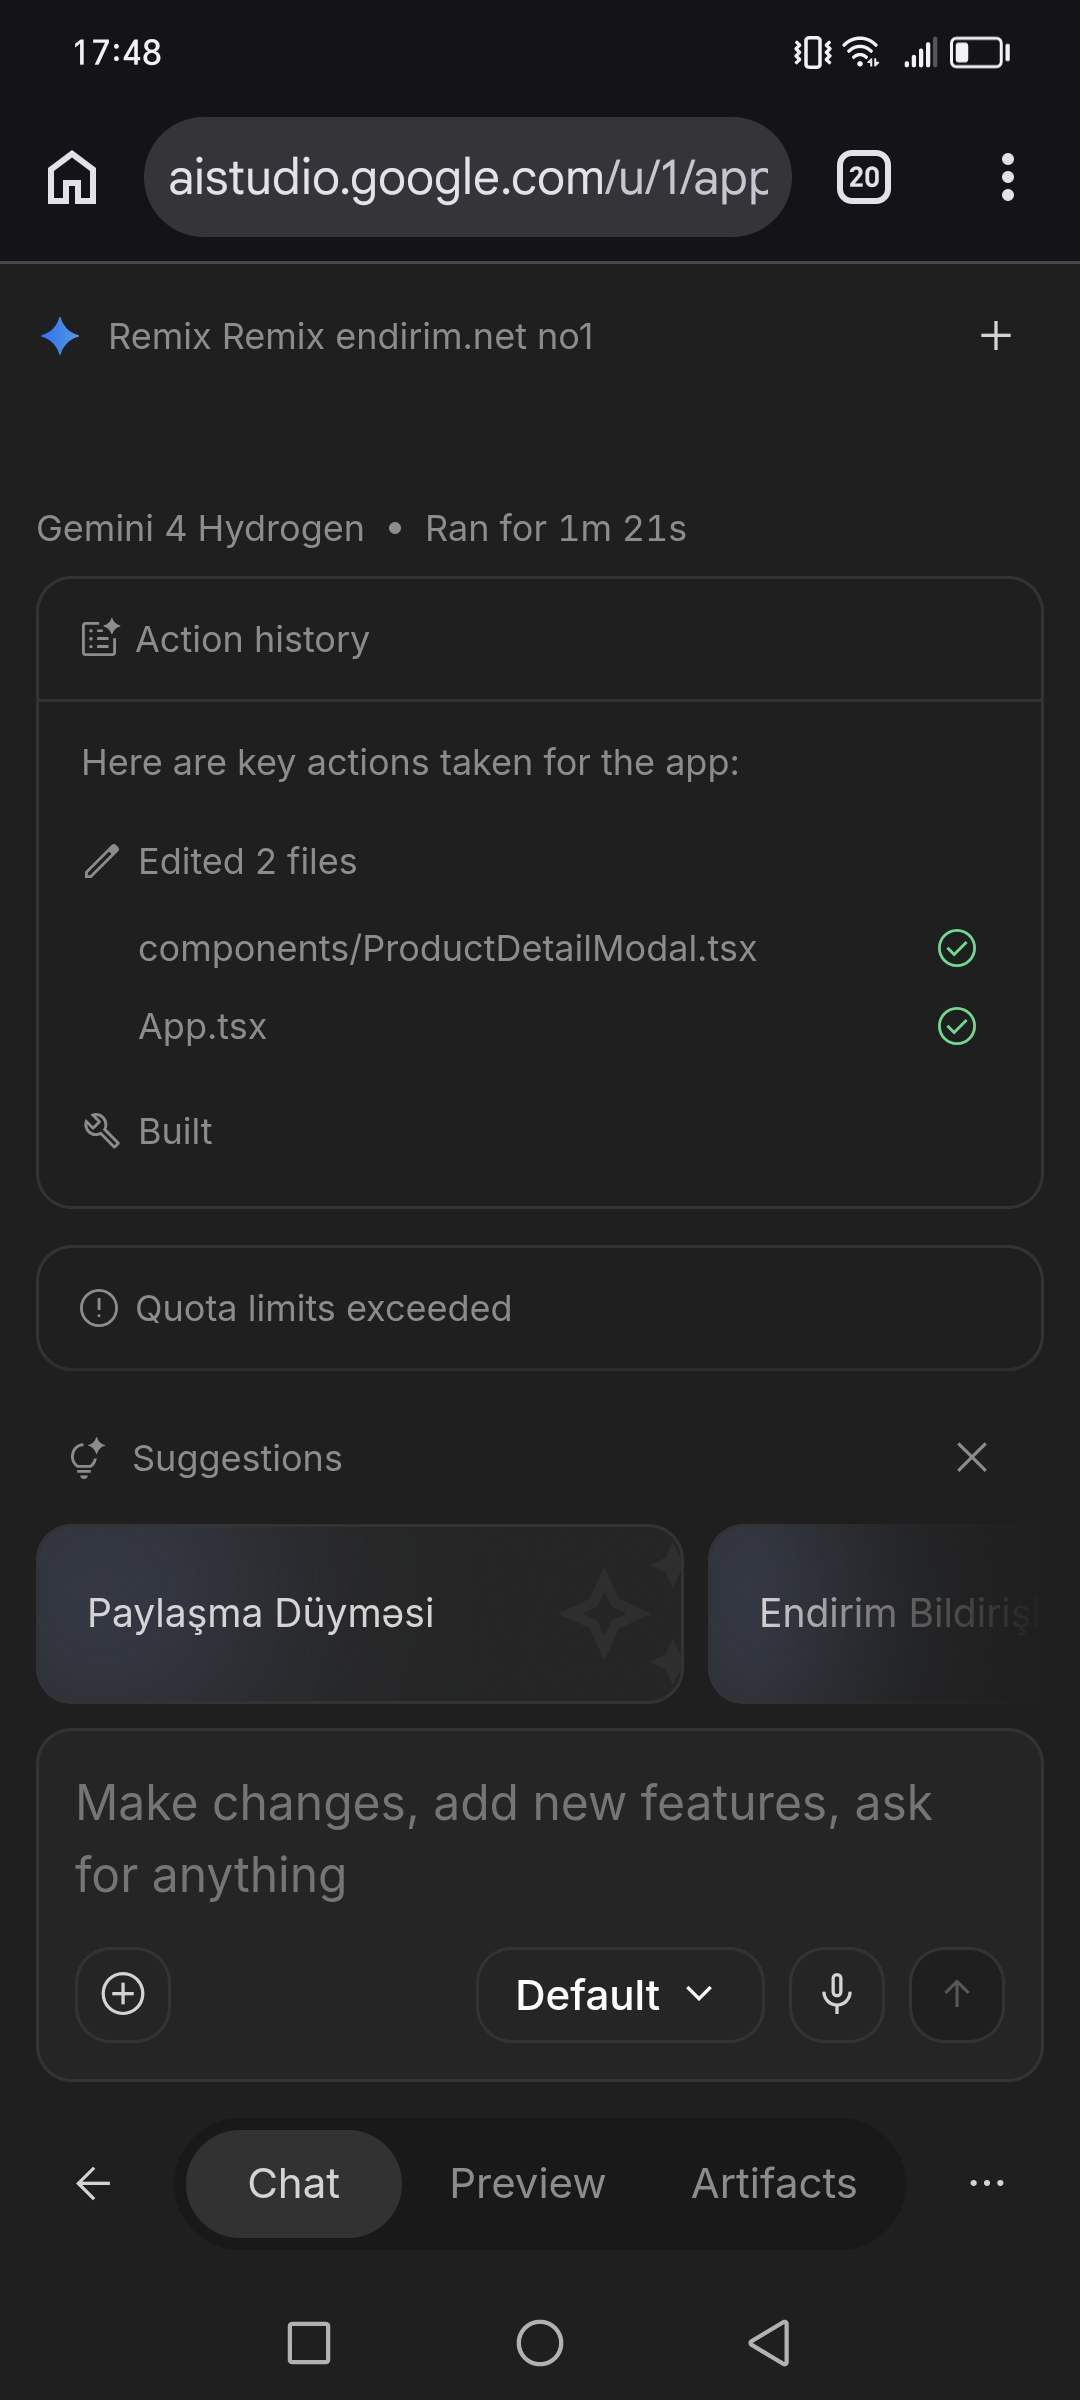 17:48
aistudio.google.com/u/1/app
20
Remix Remix endirim.net no1
Gemini 4 Hydrogen • Ran for 1m 21s
Action history
Here are key actions taken for the app:
Edited 2 files
components/ProductDetailModal.tsx
App.tsx
Built
Quota limits exceeded
Suggestions
Paylaşma Düyməsi
Endirim Bildiriş
Make changes, add new features, ask
for anything
Default
Chat
Preview
Artifacts